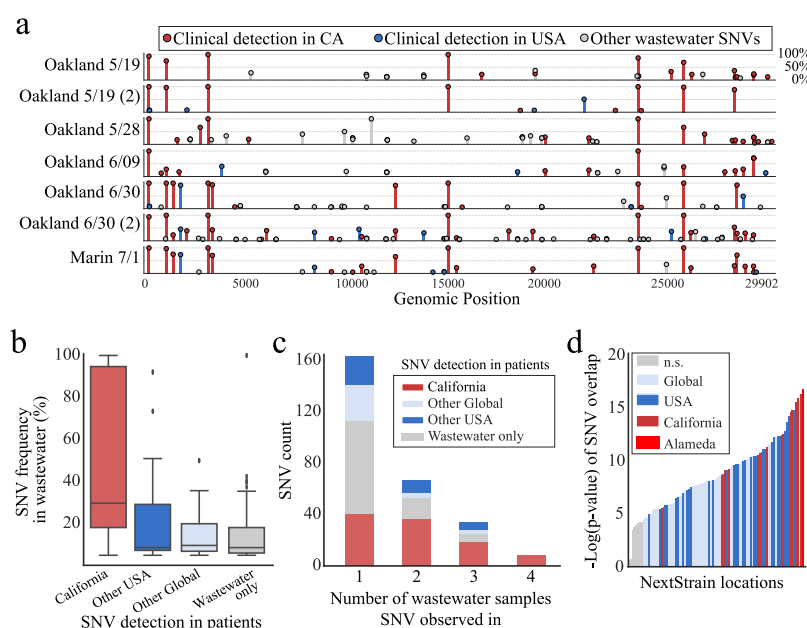 a
Clinical detection in CA
Clinical detection in USA
Other wastewater SNVs
Oakland 5/19
100%
50%
0%
Oakland 5/19 (2)
Oakland 5/28
Oakland 6/09
Oakland 6/30
Oakland 6/30 (2)
Marin 7/1
0
5000
10000
15000
20000
25000
29902
Genomic Position
b
SNV frequency
in wastewater (%)
100
80
60
40
20
California
Other USA
Other Global
Wastewater
only
SNV detection in patients
c
SNV count
160
120
80
40
0
SNV detection in patients
California
Other Global
Other USA
Wastewater only
1
2
3
4
Number of wastewater samples
SNV observed in
d
-Log(p-value) of SNV overlap
20
15
10
5
0
n.s.
Global
USA
California
Alameda
NextStrain locations